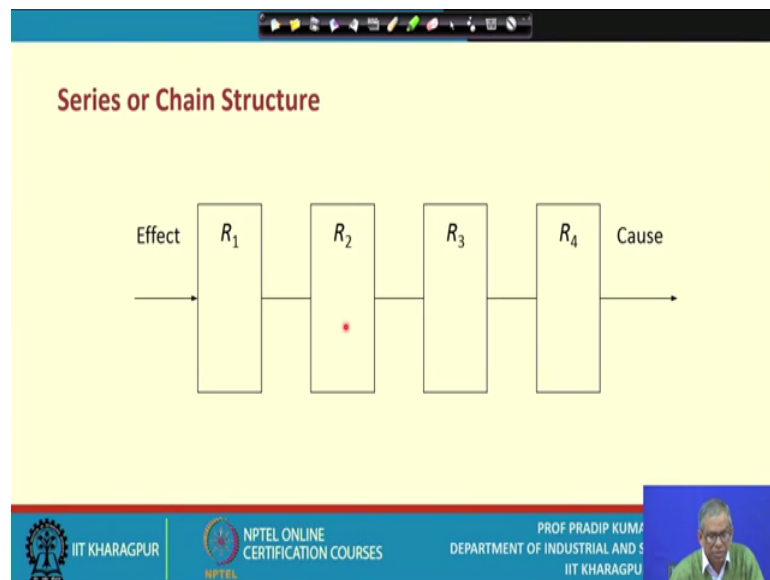 Series or Chain Structure
Effect
R₁
R₂
R₃
R₄
Cause
IIT KHARAGPUR
NPTEL
NPTEL ONLINE
CERTIFICATION COURSES
PROF PRADIP KUMA
DEPARTMENT OF INDUSTRIAL AND S
IIT KHARAGPU